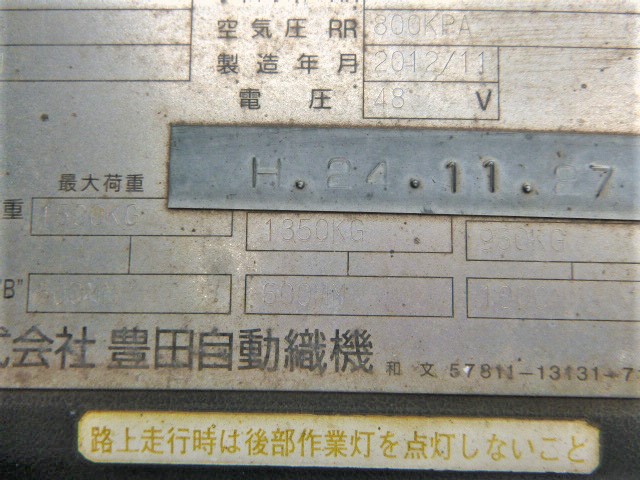 空気圧 RR 800KPA
製造年月 2012/11
電圧 48 V
H.24.11.27
最大荷重
重 1350KG
"B"
式会社 豊田自動織機 和文 57811-13131-7
路上走行時は後部作業灯を点灯しないこと